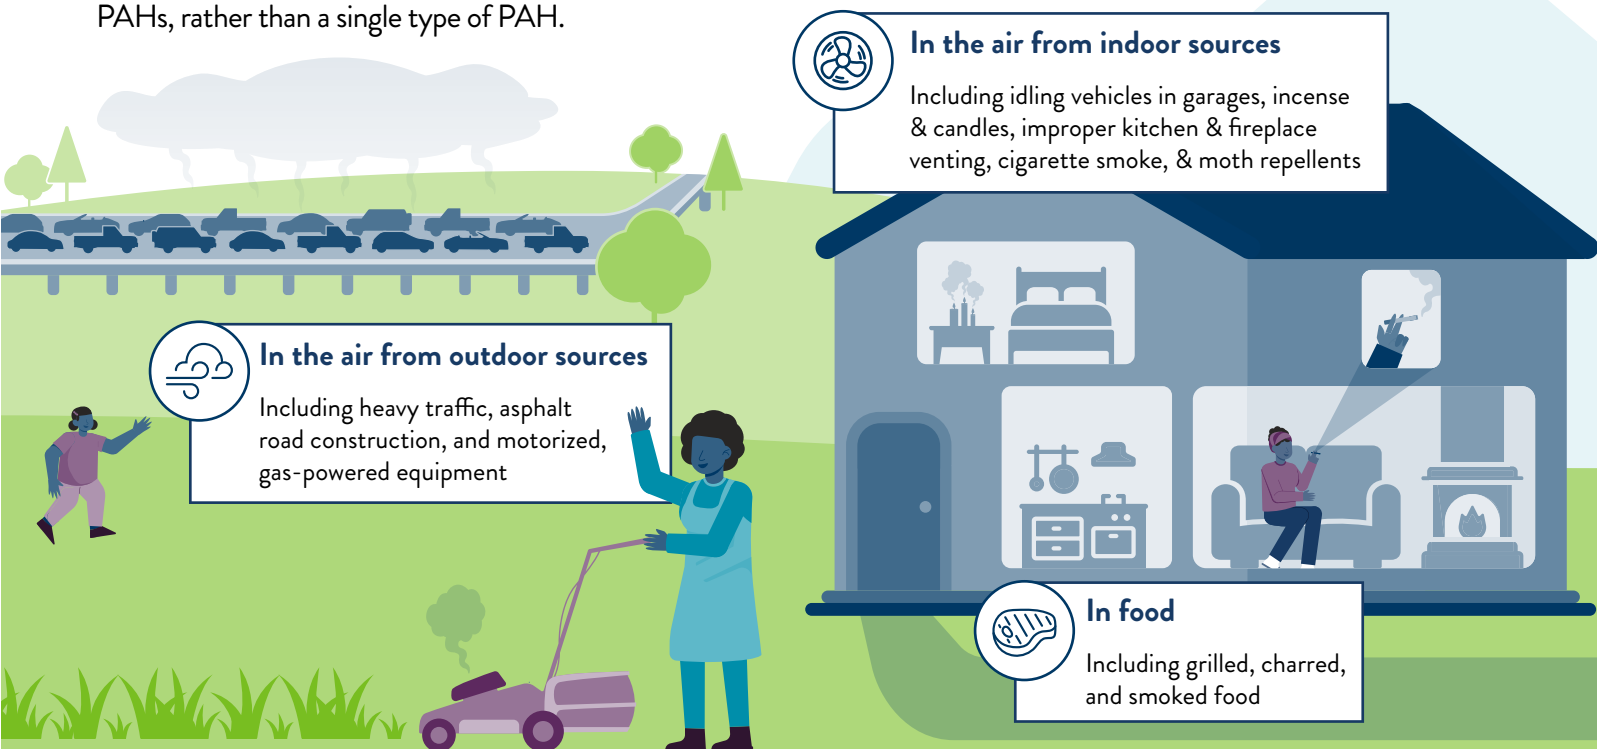 PAHs, rather than a single type of PAH.
In the air from indoor sources
Including idling vehicles in garages, incense
& candles, improper kitchen & fireplace
venting, cigarette smoke, & moth repellents
In the air from outdoor sources
Including heavy traffic, asphalt
road construction, and motorized,
gas-powered equipment
In food
Including grilled, charred,
and smoked food